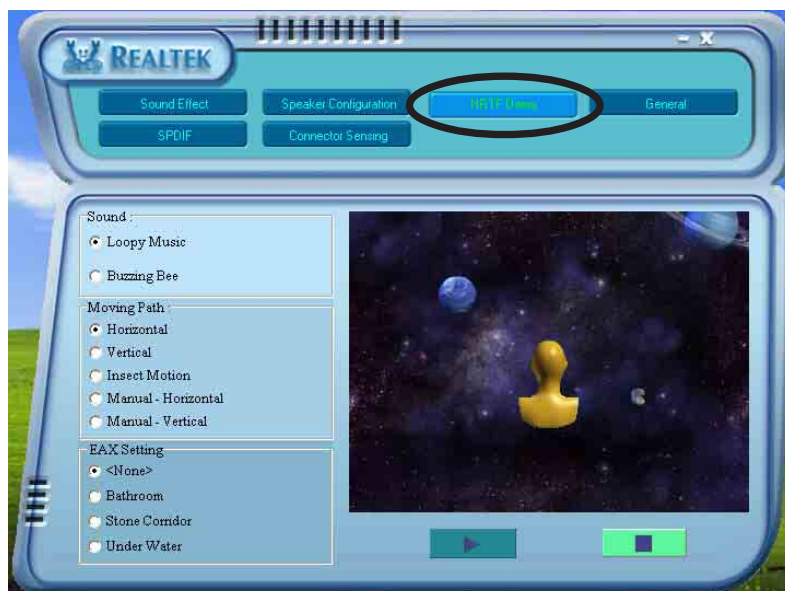 REALTEK
Sound Effect
Speaker Configuration
HRTF Demo
General
SPDIF
Connector Sensing
Sound :
Loopy Music
Buzzing Bee
Moving Path :
Horizontal
Vertical
Insect Motion
Manual - Horizontal
Manual - Vertical
EAX Setting
<None>
Bathroom
Stone Corridor
Under Water